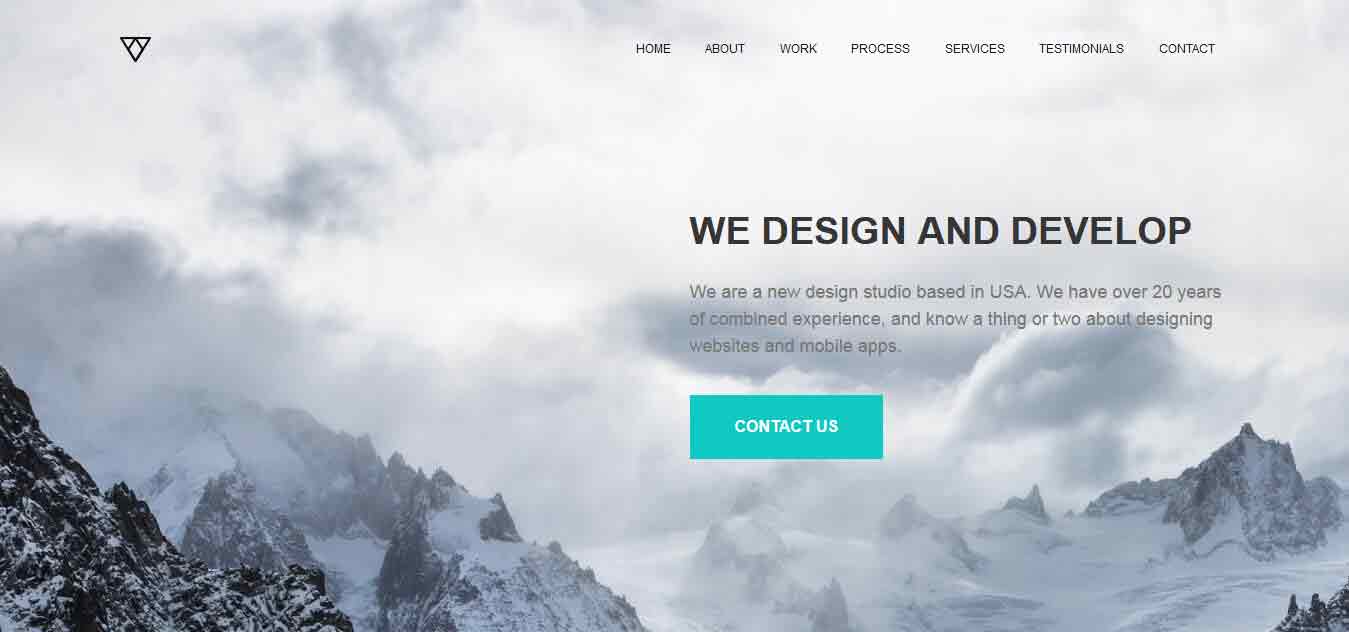 HOME ABOUT WORK PROCESS SERVICES TESTIMONIALS CONTACT
WE DESIGN AND DEVELOP
We are a new design studio based in USA. We have over 20 years
of combined experience, and know a thing or two about designing
websites and mobile apps.
CONTACT US